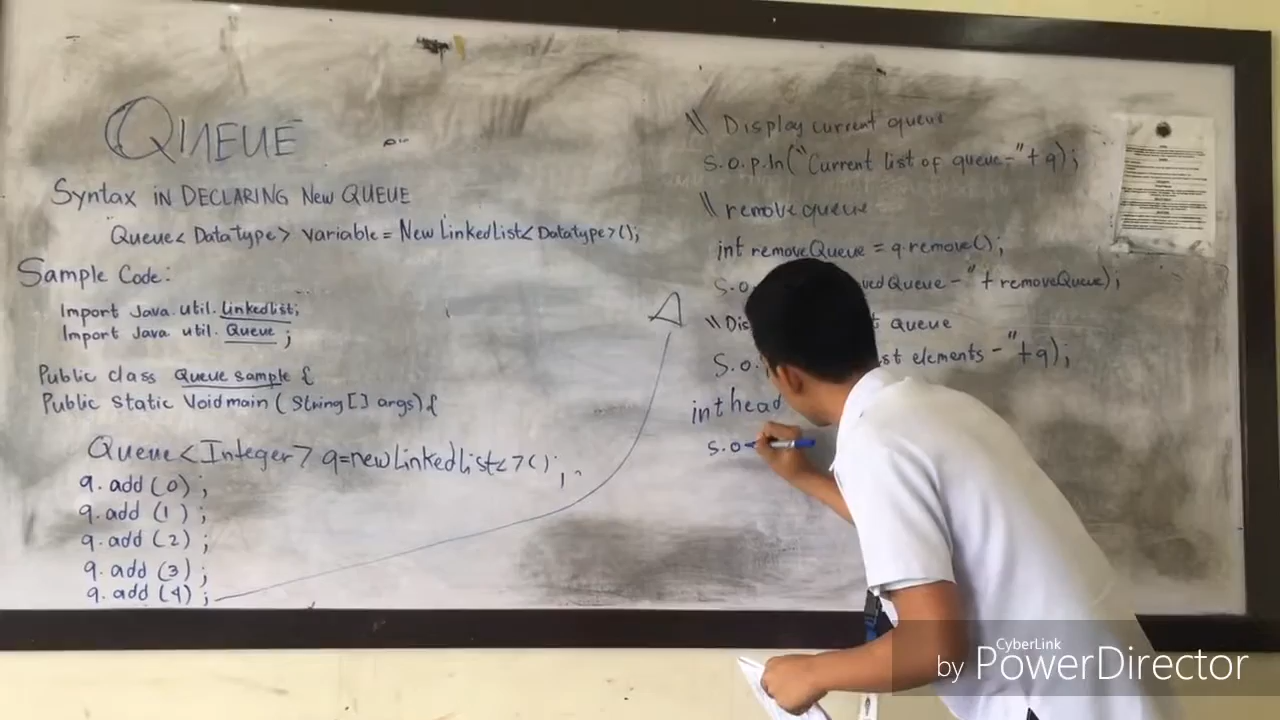 QUEUE
Syntax in DECLARING New QUEUE
Queue< DataType> variable = New LinkedList<Datatype>();
Sample Code:
Import Java.util.Linkedlist;
Import Java util. Queue ;
Public class Queue sample {
Public Static Void main ( String [] args) {
Queue <Integer> q=new LinkedList<>();
q. add (0) ;
q. add (1) ;
q. add (2) ;
q. add (3) ;
q. add (4) ;
\\ Display current queue
S.O.p.ln("Current list of queue-"+ q);
\\ remove queue
int removeQueue = q.remove();
S.O. vedQueue - " + removeQueue);
\\ Dis t queue
S.O. st elements - "+q);
int head
S.O
CyberLink
by PowerDirector